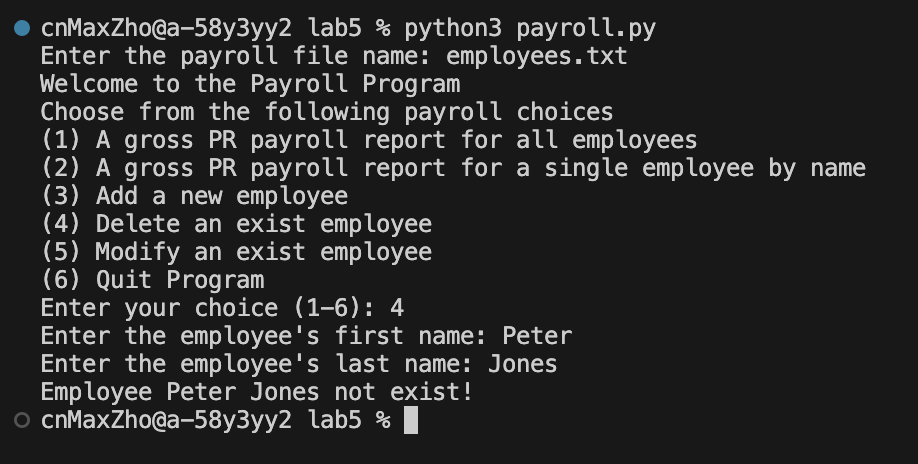 cnMaxZho@a-58y3yy2 lab5 % python3 payroll.py
Enter the payroll file name: employees.txt
Welcome to the Payroll Program
Choose from the following payroll choices
(1) A gross PR payroll report for all employees
(2) A gross PR payroll report for a single employee by name
(3) Add a new employee
(4) Delete an exist employee
(5) Modify an exist employee
(6) Quit Program
Enter your choice (1-6): 4
Enter the employee's first name: Peter
Enter the employee's last name: Jones
Employee Peter Jones not exist!
cnMaxZho@a-58y3yy2 lab5 %